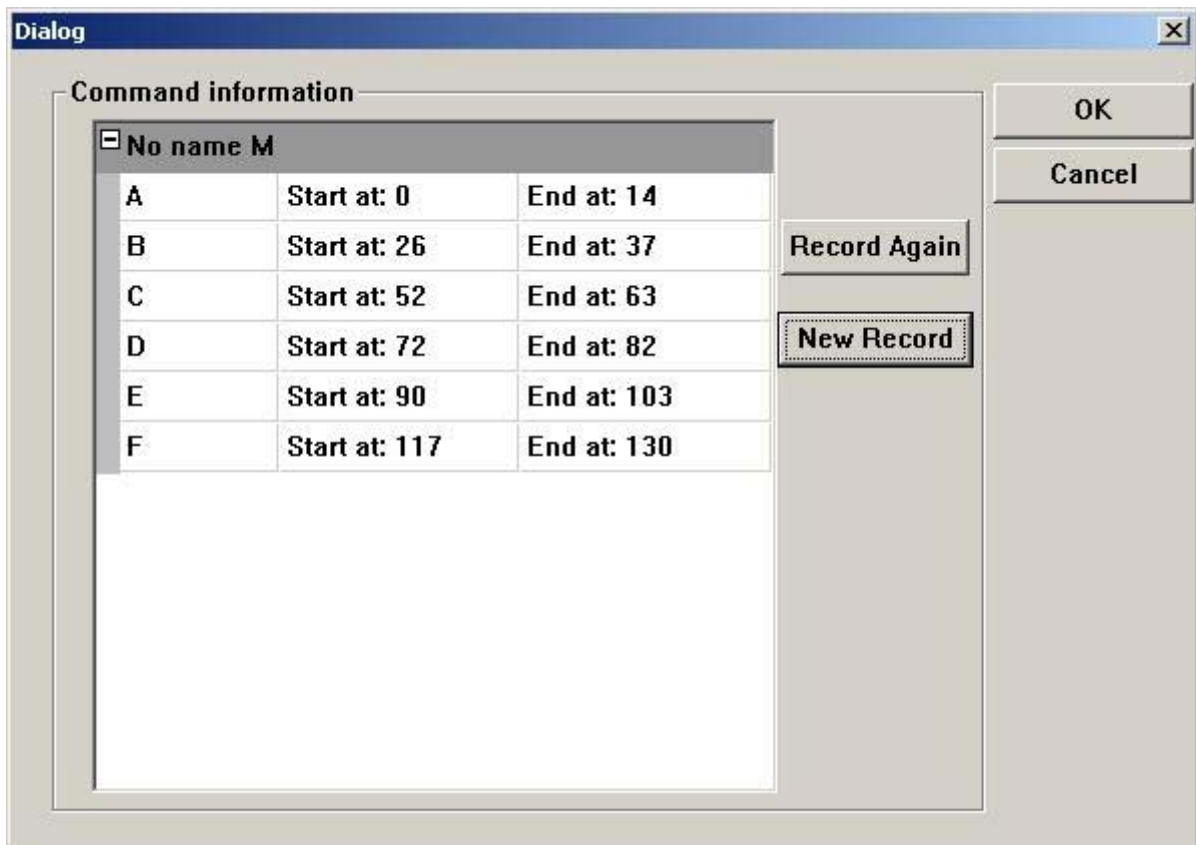 Dialog
Command information
OK
Cancel
No name M
A Start at: 0 End at: 14
B Start at: 26 End at: 37
C Start at: 52 End at: 63
D Start at: 72 End at: 82
E Start at: 90 End at: 103
F Start at: 117 End at: 130
Record Again
New Record